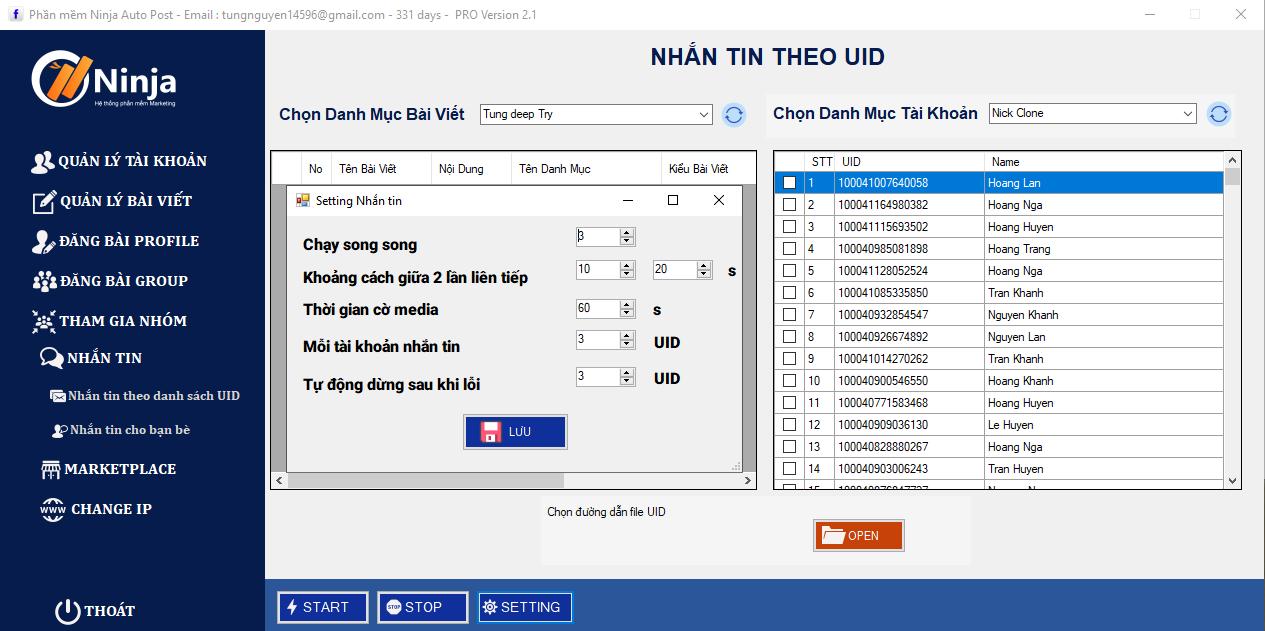 Phần mềm Ninja Auto Post - Email : tungnguyen14596@gmail.com - 331 days - PRO Version 2.1
Ninja
Hệ thống phần mềm Marketing
QUẢN LÝ TÀI KHOẢN
QUẢN LÝ BÀI VIẾT
ĐĂNG BÀI PROFILE
ĐĂNG BÀI GROUP
THAM GIA NHÓM
NHẮN TIN
Nhắn tin theo danh sách UID
Nhắn tin cho bạn bè
MARKETPLACE
www CHANGE IP
THOÁT
NHẮN TIN THEO UID
Chọn Danh Mục Bài Viết Tung deep Try
Chọn Danh Mục Tài Khoản Nick Clone
No Tên Bài Viết Nội Dung Tên Danh Mục Kiểu Bài Viết
Setting Nhắn tin
Chạy song song 3
Khoảng cách giữa 2 lần liên tiếp 10 20 s
Thời gian cờ media 60 s
Mỗi tài khoản nhắn tin 3 UID
Tự động dừng sau khi lỗi 3 UID
LƯU
STT UID Name
1 100041007640058 Hoang Lan
2 100041164980382 Hoang Nga
3 100041115693502 Hoang Huyen
4 100040985081898 Hoang Trang
5 100041128052524 Hoang Nga
6 100041085335850 Tran Khanh
7 100040932854547 Nguyen Khanh
8 100040926674892 Nguyen Lan
9 100041014270262 Tran Khanh
10 100040900546550 Hoang Khanh
11 100040771583468 Hoang Huyen
12 100040909036130 Le Huyen
13 100040828880267 Hoang Nga
14 100040903006243 Tran Huyen
Chọn đường dẫn file UID
OPEN
START
STOP STOP
SETTING